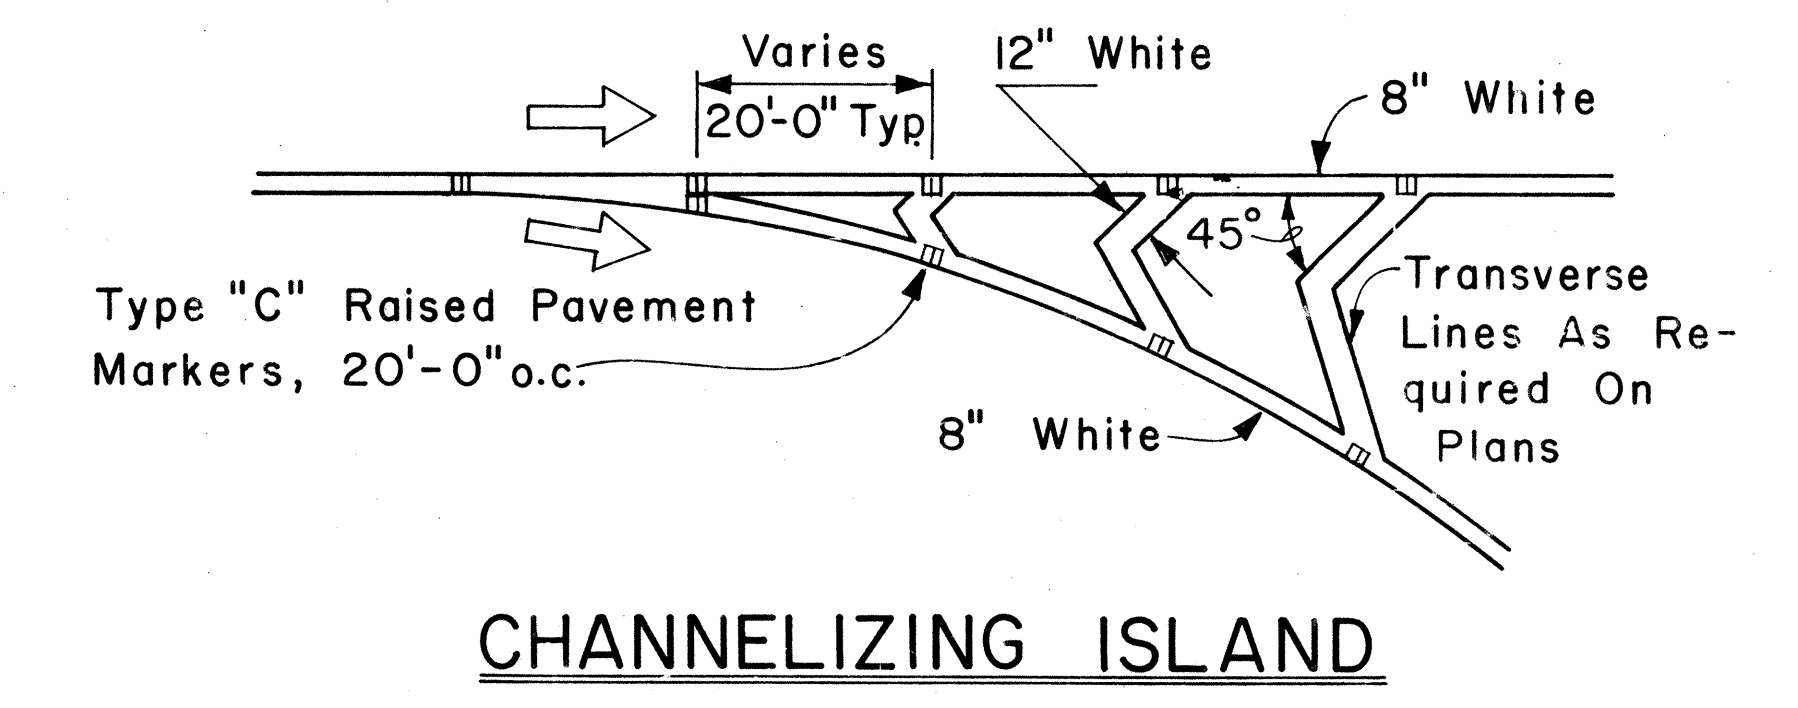 Varies
20'-0" Typ.
12" White
8" White
45°
Type "C" Raised Pavement
Markers, 20'-0" o.c.
Transverse
Lines As Re-
quired On
Plans
8" White
CHANNELIZING ISLAND